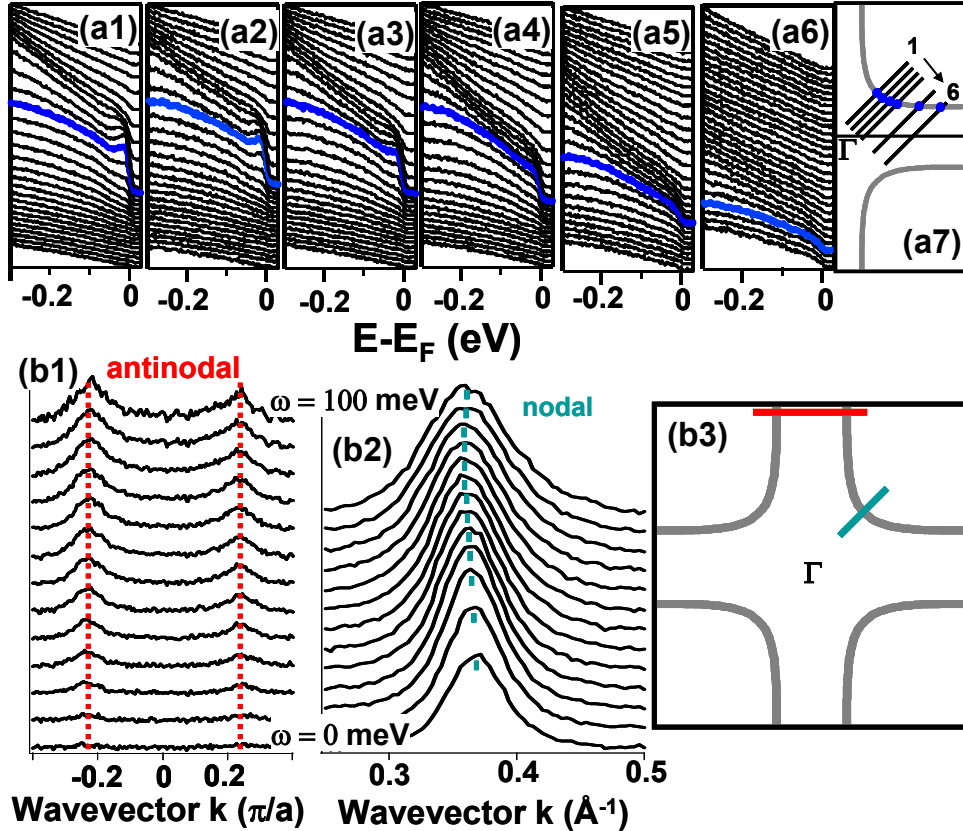 (a1) (a2) (a3) (a4) (a5) (a6)
1
6
Γ
(a7)
-0.2 0 -0.2 0 -0.2 0 -0.2 0 -0.2 0 -0.2 0
E-E_F (eV)
(b1) antinodal
ω = 100 meV
nodal
(b2)
(b3)
Γ
ω = 0 meV
-0.2 0 0.2
0.3 0.4 0.5
Wavevector k (π/a)
Wavevector k (Å⁻¹)